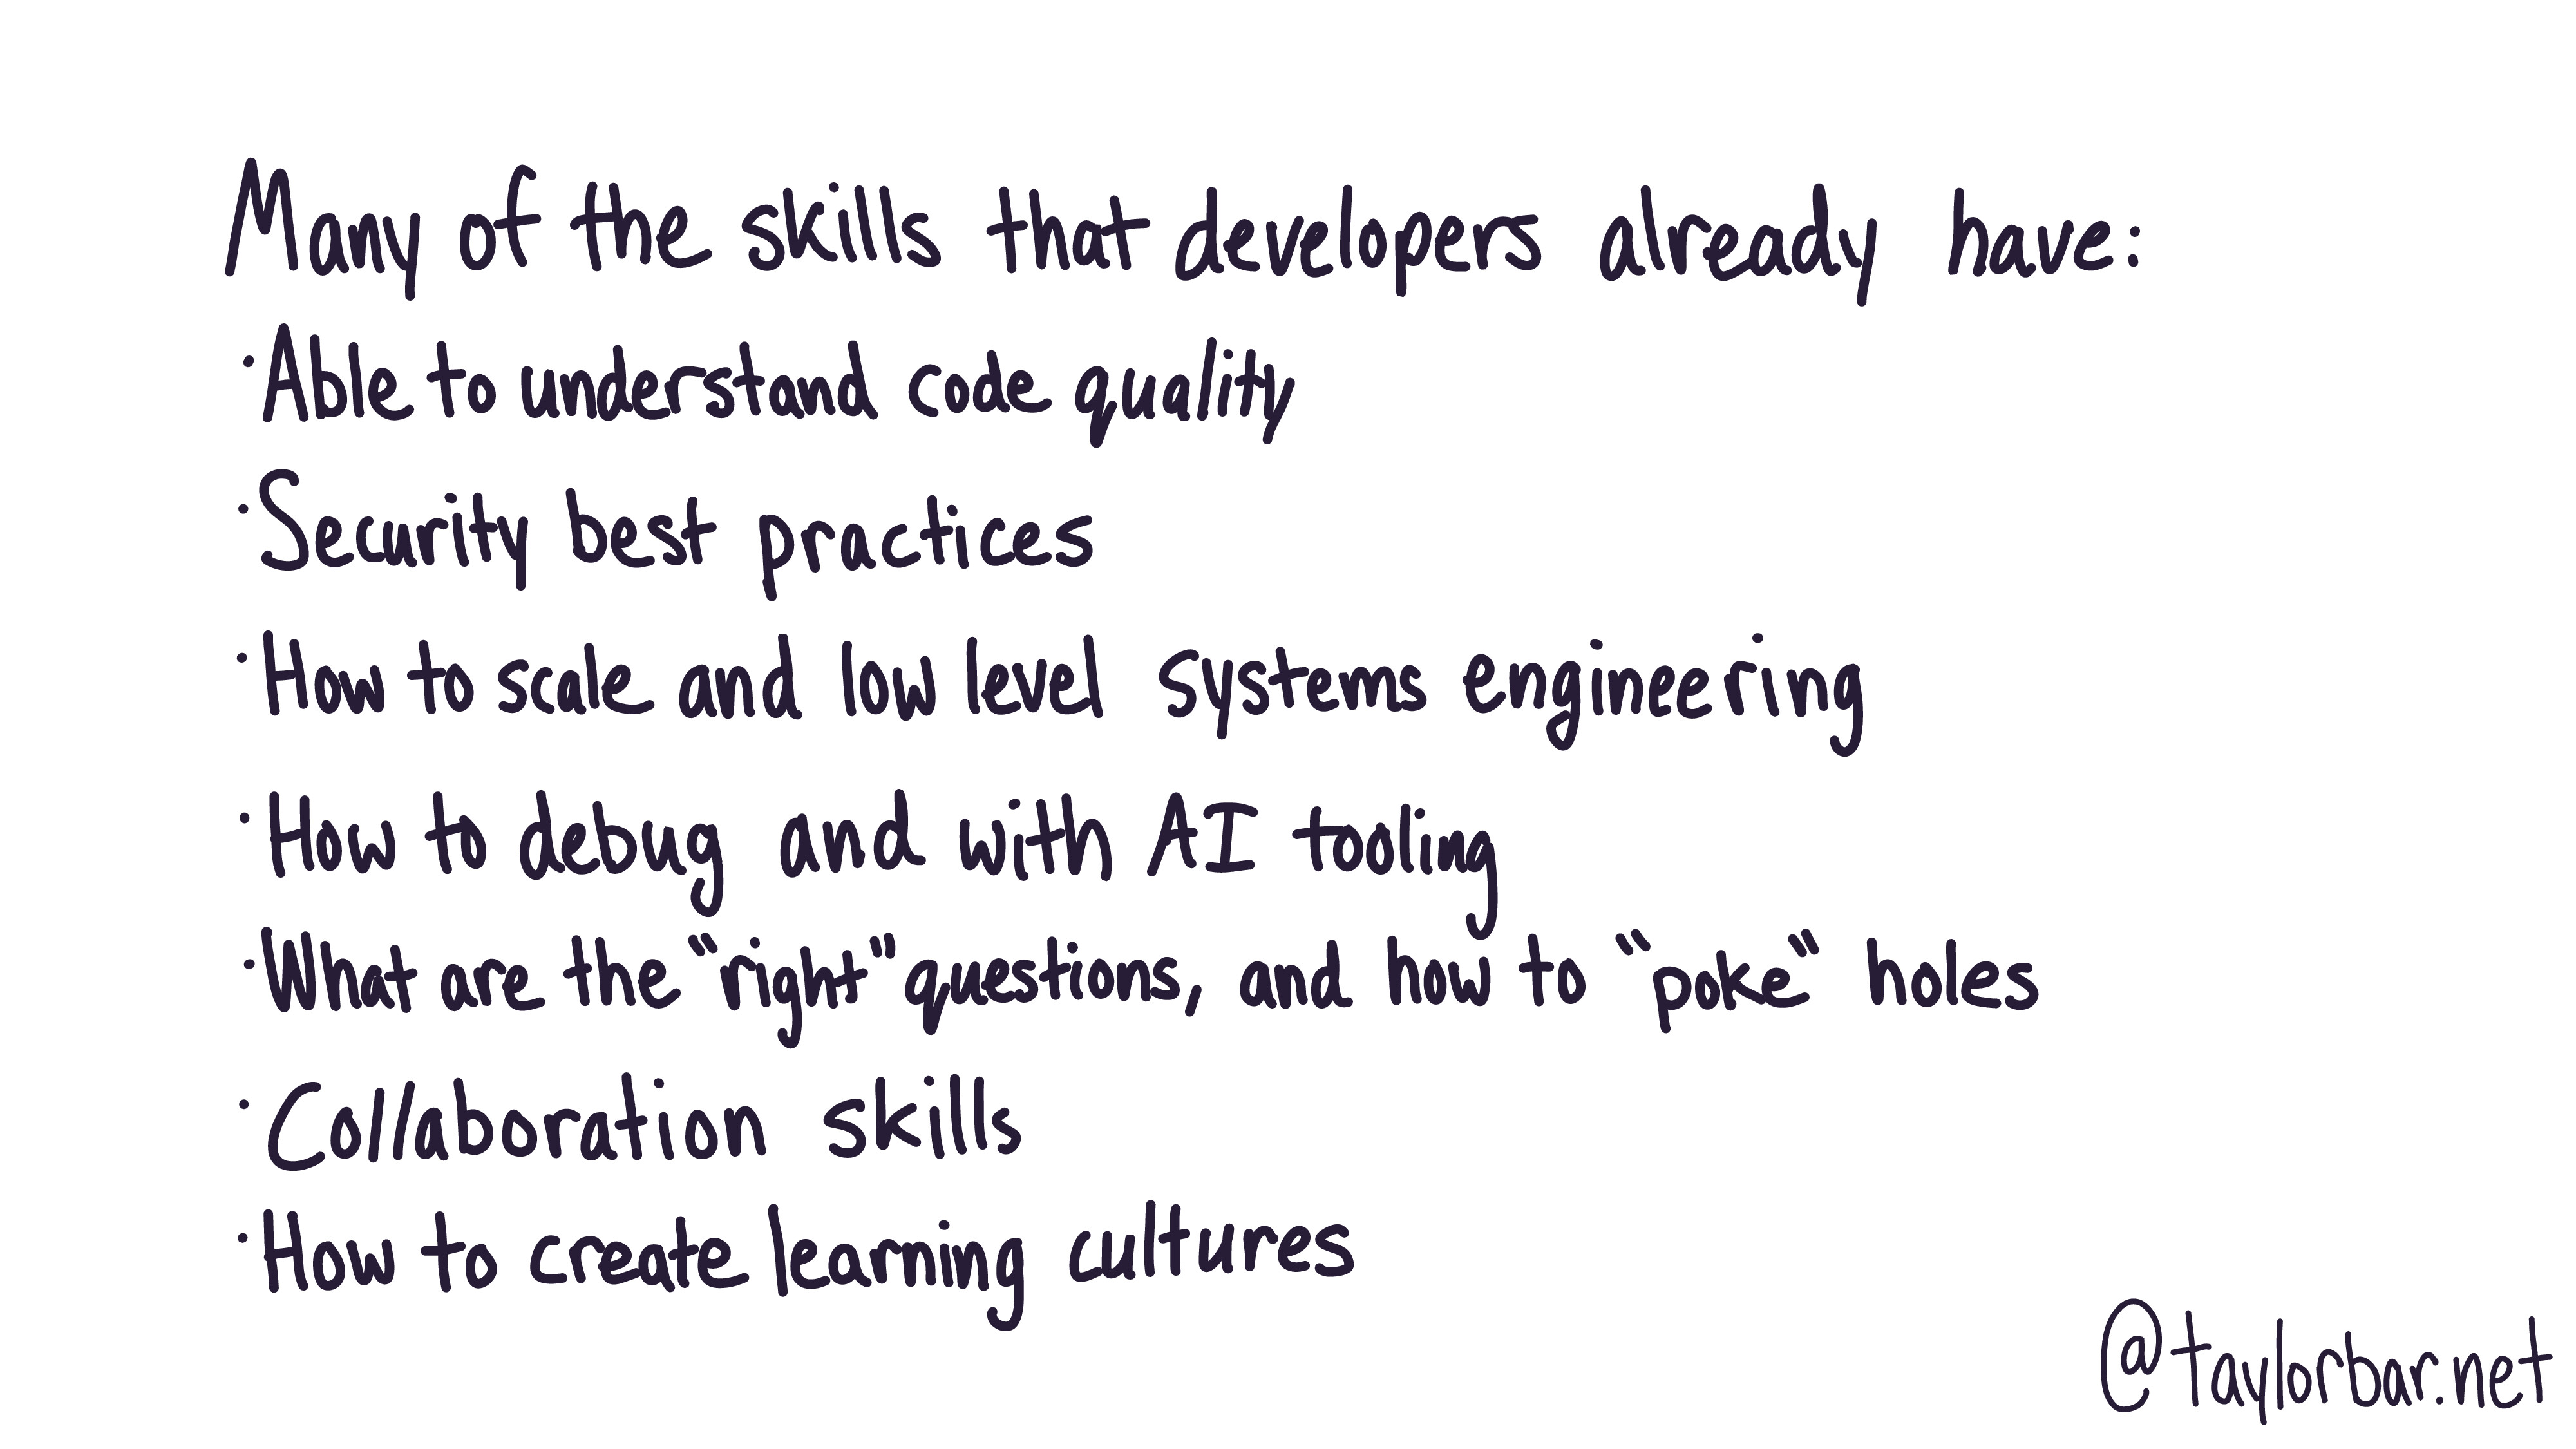 Many of the skills that developers already have:
·Able to understand code quality
·Security best practices
·How to scale and low level systems engineering
·How to debug and with AI tooling
·What are the "right" questions, and how to "poke" holes
·Collaboration skills
·How to create learning cultures
@taylorbar.net